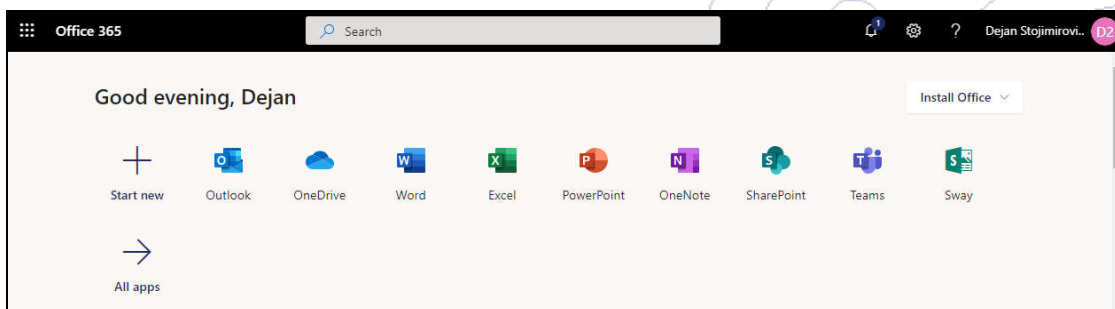 Office 365
Search
1
?
Dejan Stojimirovi..
D2
Good evening, Dejan
Install Office
Start new
Outlook
OneDrive
Word
Excel
PowerPoint
OneNote
SharePoint
Teams
Sway
All apps